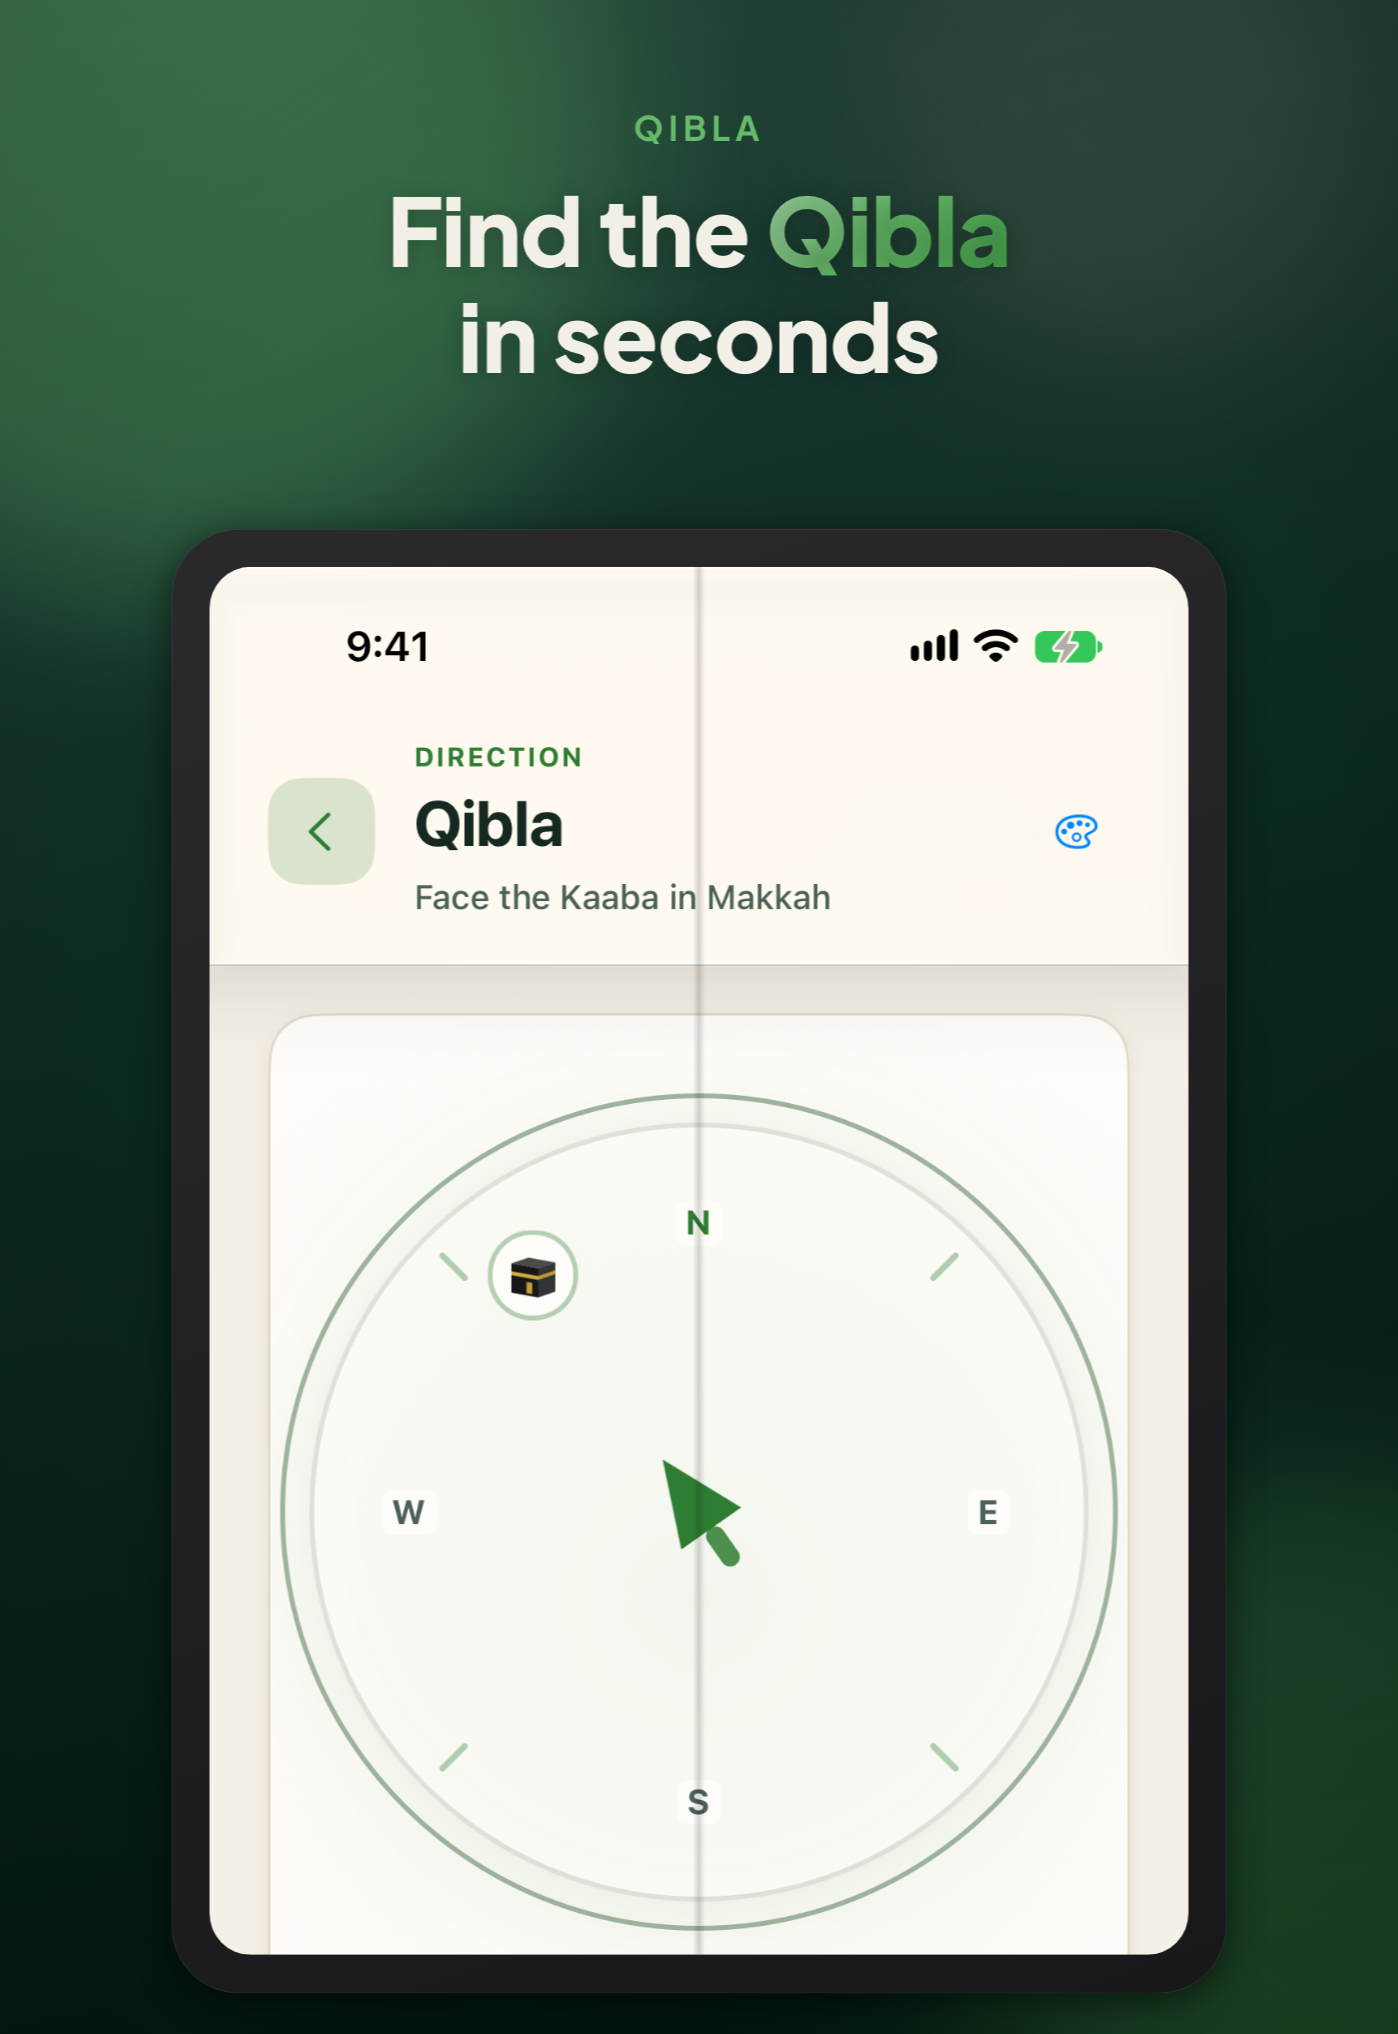 QIBLA
Find the Qibla
in seconds
9:41
DIRECTION
Qibla
Face the Kaaba in Makkah
N
W
E
S